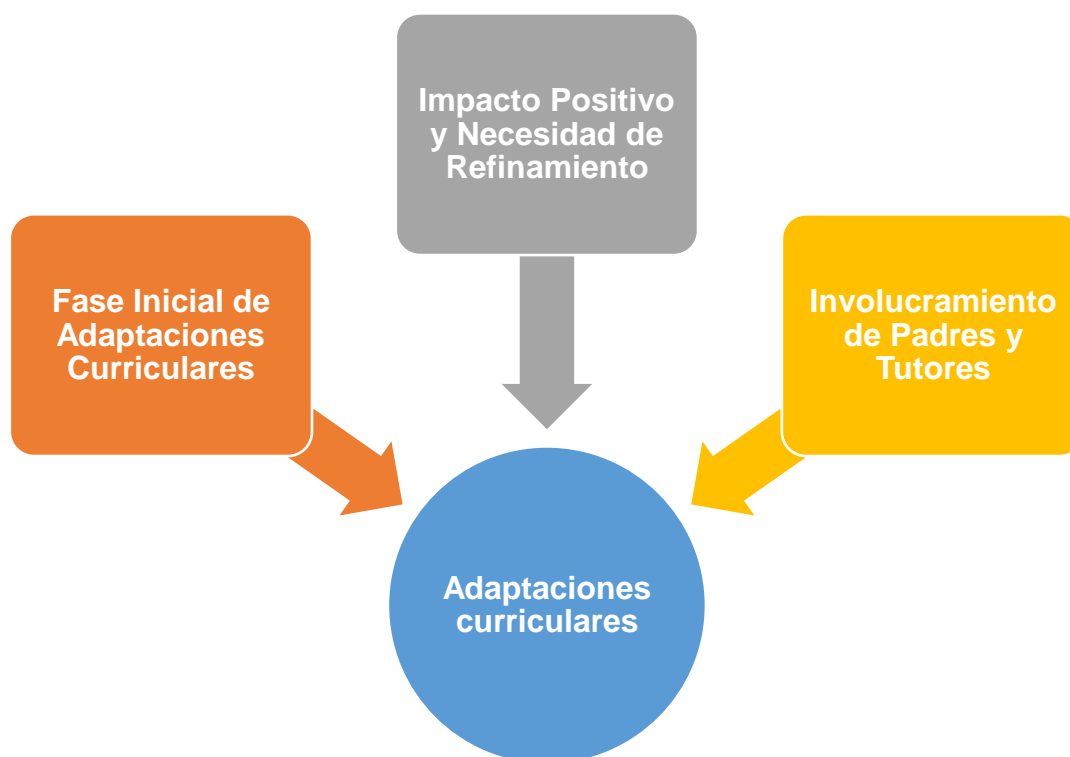 Impacto Positivo
y Necesidad de
Refinamiento
Fase Inicial de
Adaptaciones
Curriculares
Involucramiento
de Padres y
Tutores
Adaptaciones
curriculares